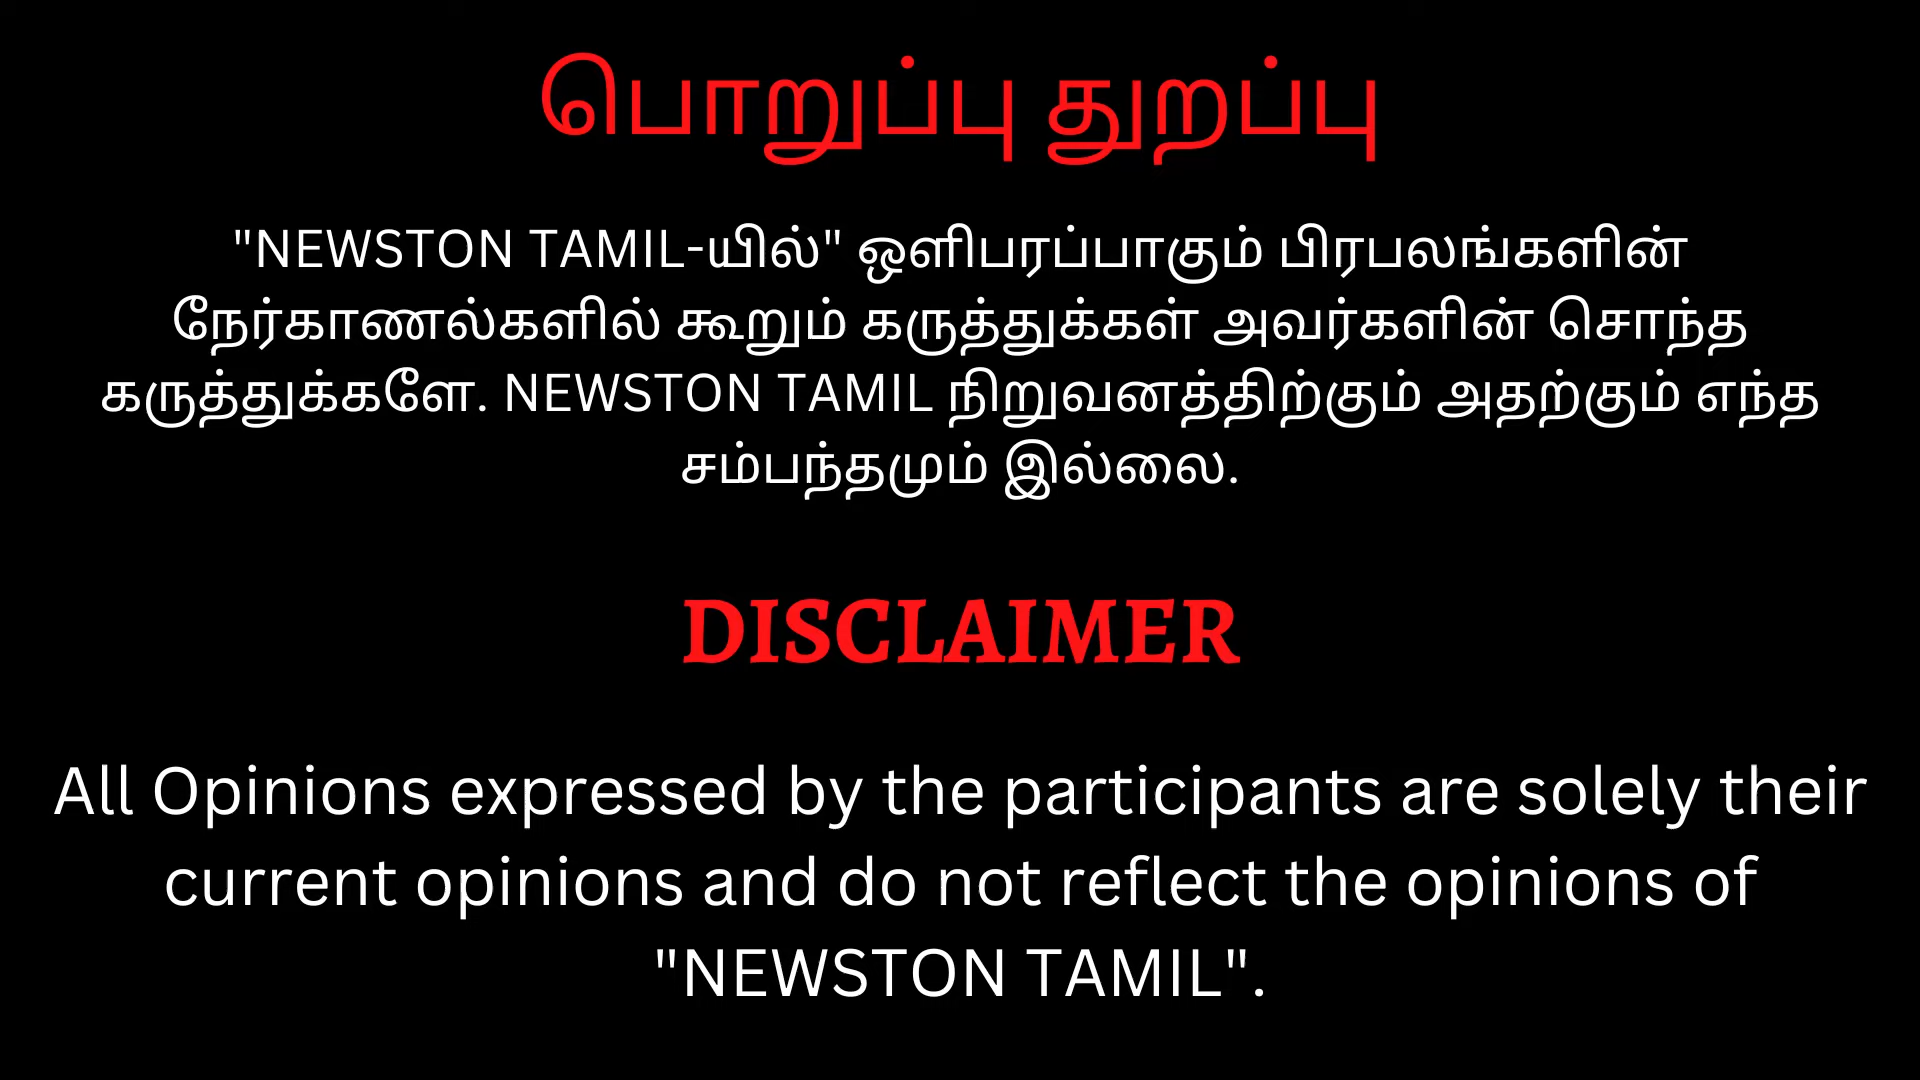 பொறுப்பு துறப்பு
"NEWSTON TAMIL-யில்" ஒளிபரப்பாகும் பிரபலங்களின்
நேர்காணல்களில் கூறும் கருத்துக்கள் அவர்களின் சொந்த
கருத்துக்களே. NEWSTON TAMIL நிறுவனத்திற்கும் அதற்கும் எந்த
சம்பந்தமும் இல்லை.
DISCLAIMER
All Opinions expressed by the participants are solely their
current opinions and do not reflect the opinions of
"NEWSTON TAMIL".